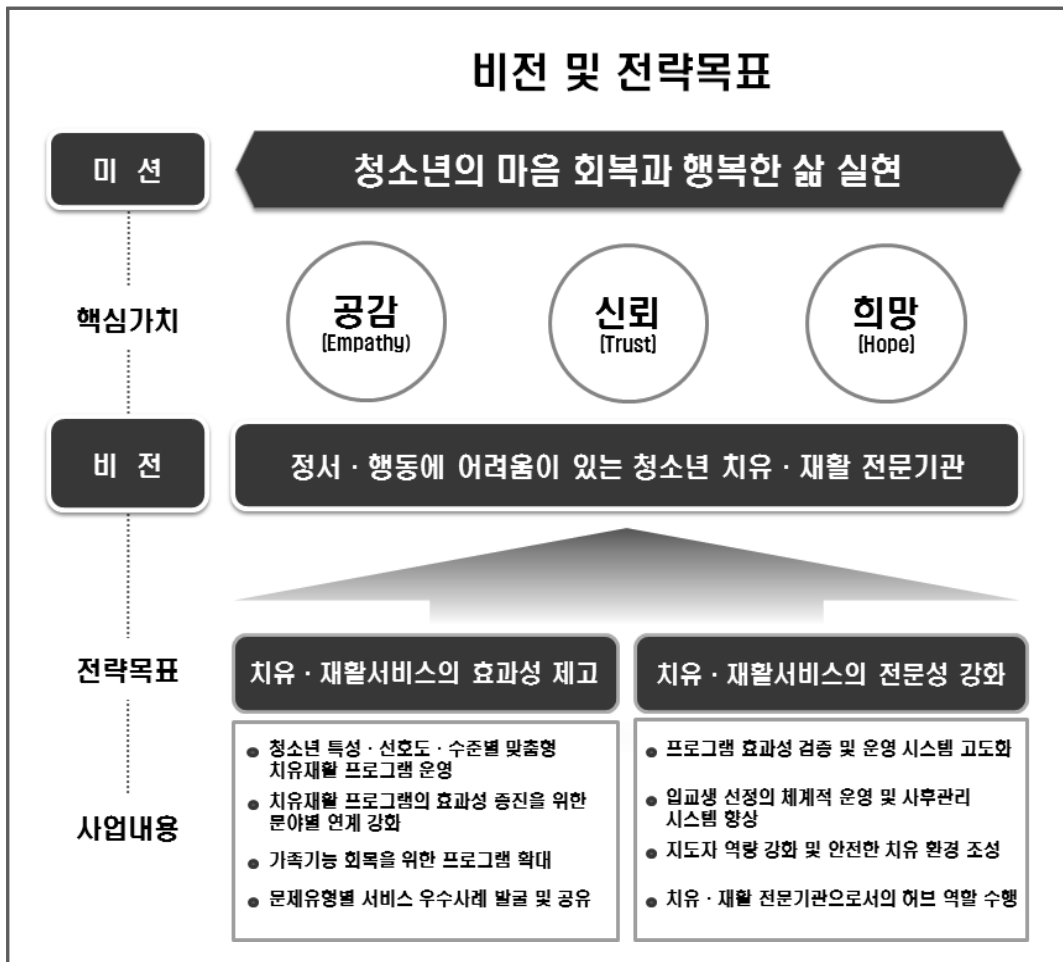 비전 및 전략목표
미 션
청소년의 마음 회복과 행복한 삶 실현
핵심가치
공감
(Empathy)
신뢰
(Trust)
희망
(Hope)
비 전
정서 · 행동에 어려움이 있는 청소년 치유 · 재활 전문기관
전략목표
치유 · 재활서비스의 효과성 제고
치유 · 재활서비스의 전문성 강화
사업내용
● 청소년 특성 · 선호도 · 수준별 맞춤형
치유재활 프로그램 운영
● 치유재활 프로그램의 효과성 증진을 위한
문야별 연계 강화
● 가족기능 회목을 위한 프로그램 확대
● 문제유형별 서비스 우수사례 발굴 및 공유
● 프로그램 효과성 검증 및 운영 시스템 고도화
● 입교생 선정의 체계적 운영 및 사후관리
시스템 향상
● 지도자 역량 강화 및 안전한 치유 환경 조성
● 치유 · 재활 전문기관으로서의 허브 역할 수행